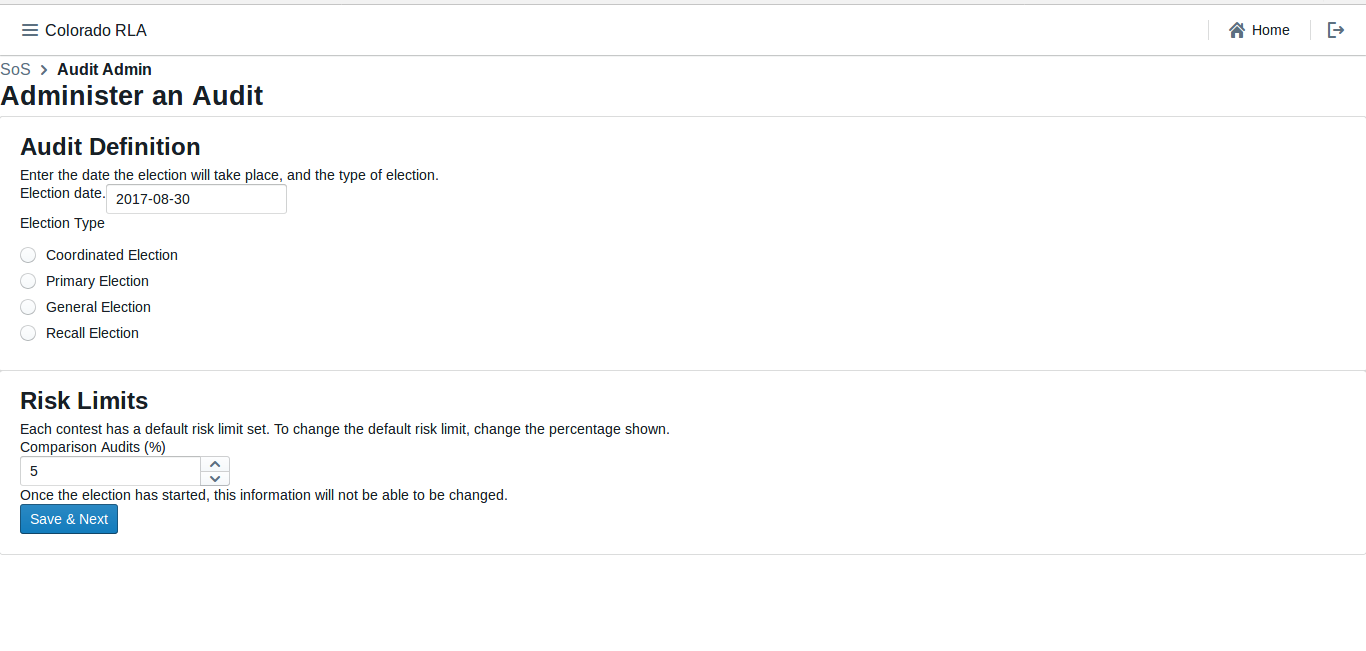 Colorado RLA
Home
SoS Audit Admin
Administer an Audit
Audit Definition
Enter the date the election will take place, and the type of election.
Election date. 2017-08-30
Election Type
Coordinated Election
Primary Election
General Election
Recall Election
Risk Limits
Each contest has a default risk limit set. To change the default risk limit, change the percentage shown.
Comparison Audits (%)
5
Once the election has started, this information will not be able to be changed.
Save & Next